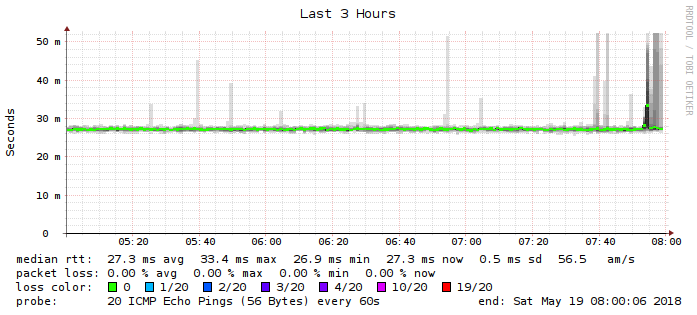 Last 3 Hours
RRDTOOL / TOBI OETIKER
Seconds
50 m
40 m
30 m
20 m
10 m
0
05:20 05:40 06:00 06:20 06:40 07:00 07:20 07:40 08:00
median rtt: 27.3 ms avg 33.4 ms max 26.9 ms min 27.3 ms now 0.5 ms sd 56.5 am/s
packet loss: 0.00 % avg 0.00 % max 0.00 % min 0.00 % now
loss color: 0 1/20 2/20 3/20 4/20 10/20 19/20
probe: 20 ICMP Echo Pings (56 Bytes) every 60s end: Sat May 19 08:00:06 2018